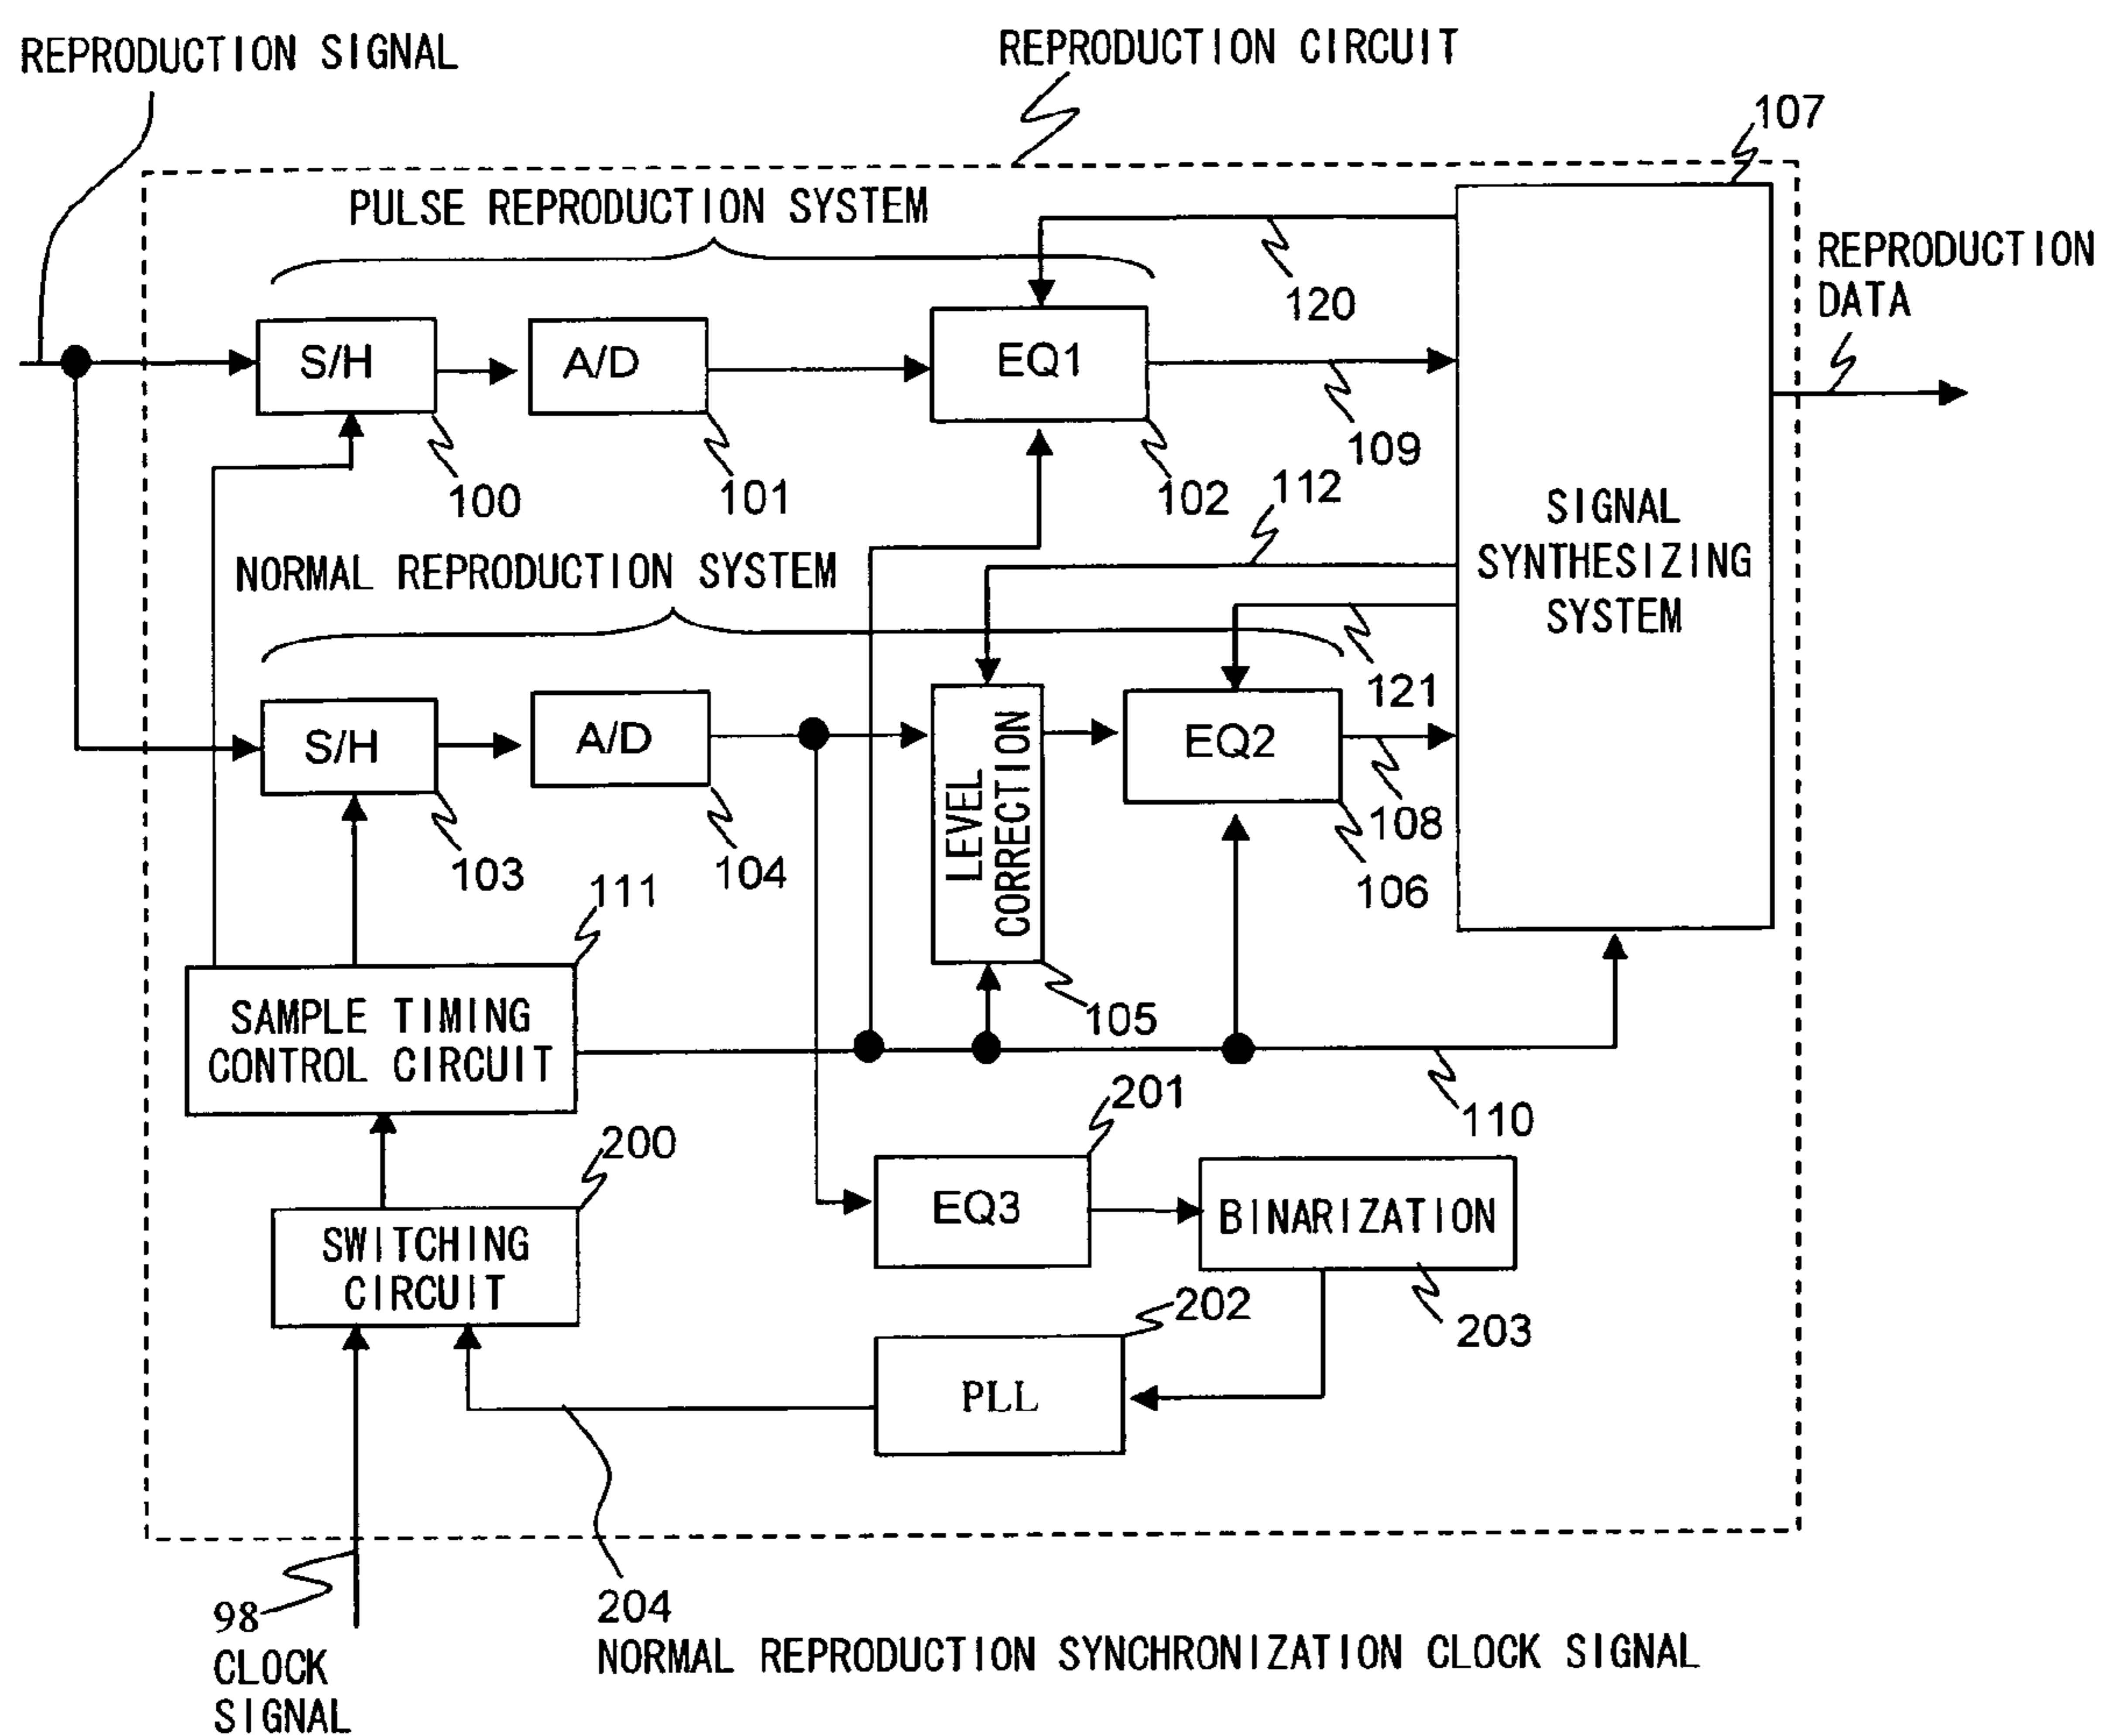 REPRODUCTION SIGNAL
REPRODUCTION CIRCUIT
107
PULSE REPRODUCTION SYSTEM
REPRODUCTION
DATA
120
S/H
A/D
EQ1
109
100
101
102
112
SIGNAL
SYNTHESIZING
SYSTEM
NORMAL REPRODUCTION SYSTEM
121
S/H
A/D
LEVEL
CORRECTION
EQ2
108
103
104
106
111
105
SAMPLE TIMING
CONTROL CIRCUIT
110
201
200
EQ3
BINARIZATION
SWITCHING
CIRCUIT
202
203
PLL
98
CLOCK
SIGNAL
204
NORMAL REPRODUCTION SYNCHRONIZATION CLOCK SIGNAL